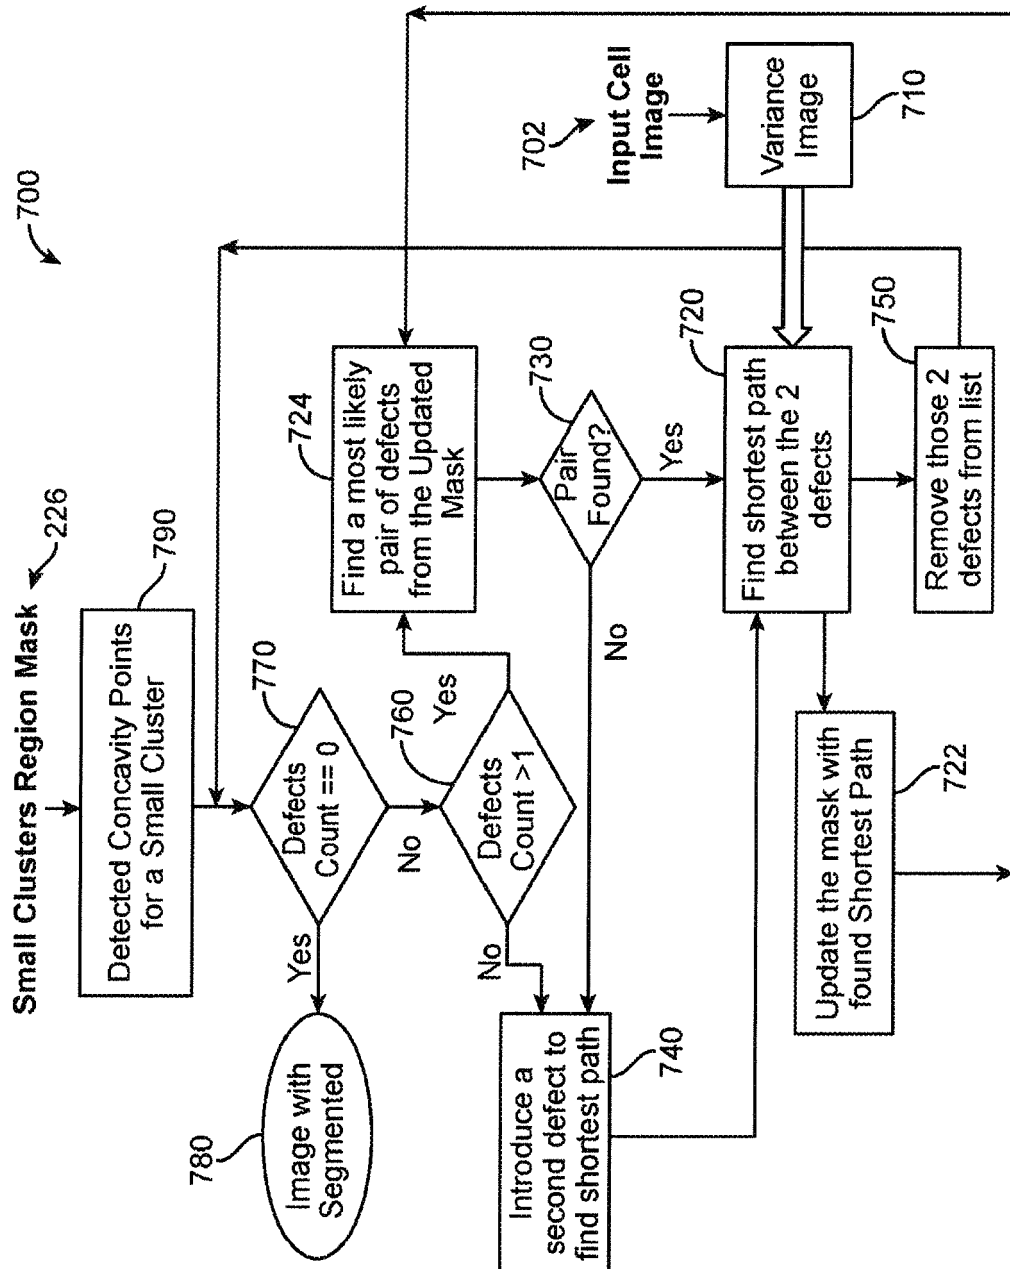 700
Small Clusters Region Mask
226
Detected Concavity Points
for a Small Cluster
790
Defects
Count == 0
770
Yes
No
Image with
Segmented
780
Defects
Count >1
760
Yes
No
Find a most likely
pair of defects
from the Updated
Mask
724
Pair
Found?
730
Yes
No
Introduce a
second defect to
find shortest path
740
702
Input Cell
Image
Variance
Image
710
Find shortest path
between the 2
defects
720
Update the mask with
found Shortest Path
722
Remove those 2
defects from list
750